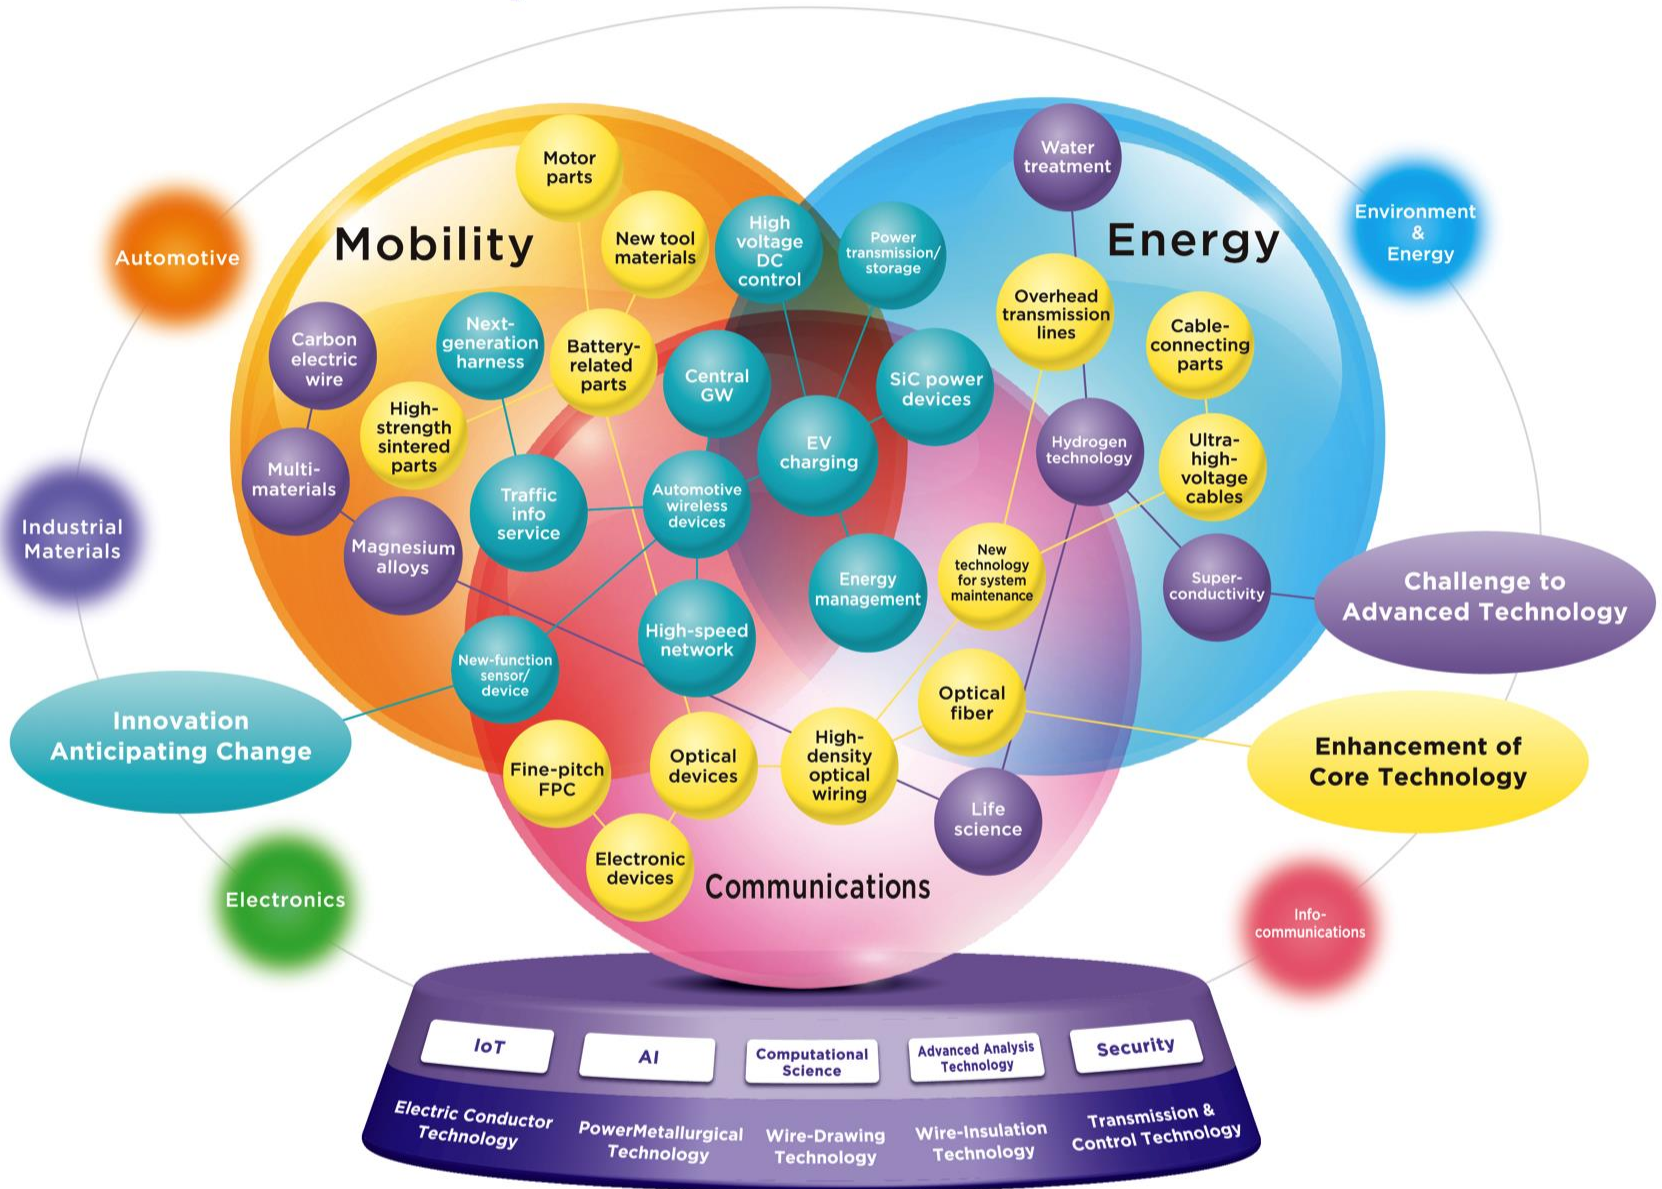 Motor
parts
Water
treatment
Mobility
New tool
materials
High
voltage
DC
control
Power
transmission/
storage
Energy
Environment
&
Energy
Automotive
Carbon
electric
wire
Next-
generation
harness
Battery-
related
parts
Central
GW
SiC power
devices
Overhead
transmission
lines
Cable-
connecting
parts
High-
strength
sintered
parts
EV
charging
Hydrogen
technology
Ultra-
high-
voltage
cables
Multi-
materials
Traffic
info
service
Automotive
wireless
devices
Industrial
Materials
Magnesium
alloys
Energy
management
New
technology
for system
maintenance
Super-
conductivity
Challenge to
Advanced Technology
High-speed
network
New-function
sensor/
device
Optical
fiber
Innovation
Anticipating Change
Fine-pitch
FPC
Optical
devices
High-
density
optical
wiring
Enhancement of
Core Technology
Life
science
Electronic
devices
Communications
Electronics
Info-
communications
IoT
AI
Computational
Science
Advanced Analysis
Technology
Security
Electric Conductor
Technology
PowerMetallurgical
Technology
Wire-Drawing
Technology
Wire-Insulation
Technology
Transmission &
Control Technology